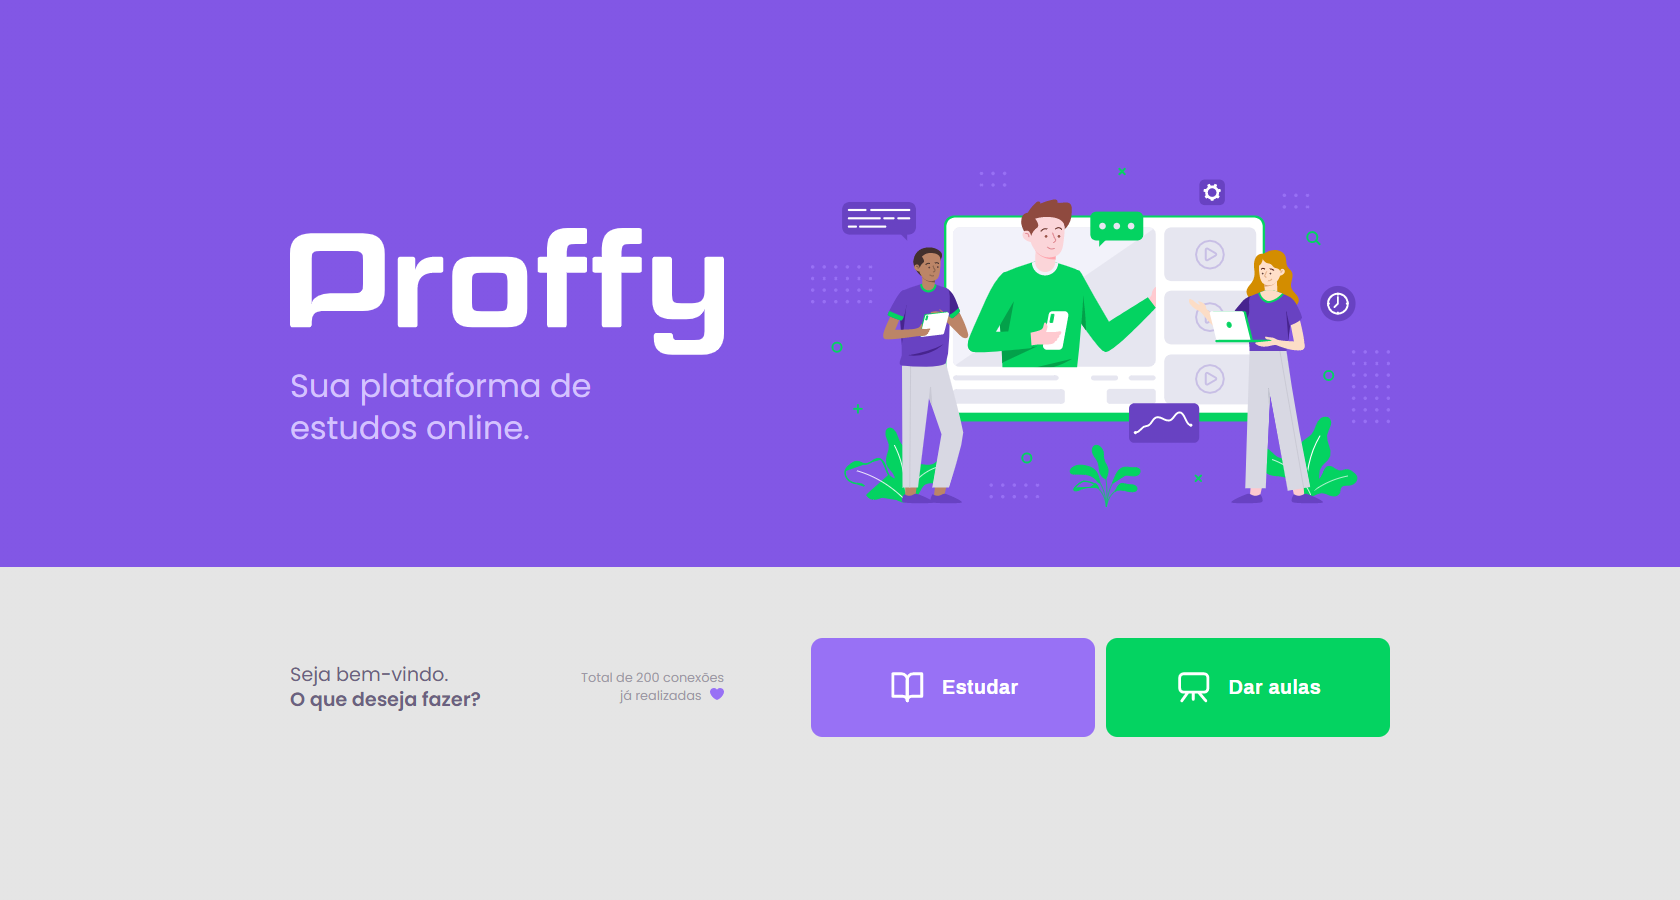 Proffy
Sua plataforma de
estudos online.
Seja bem-vindo.
O que deseja fazer?
Total de 200 conexões
já realizadas
Estudar
Dar aulas